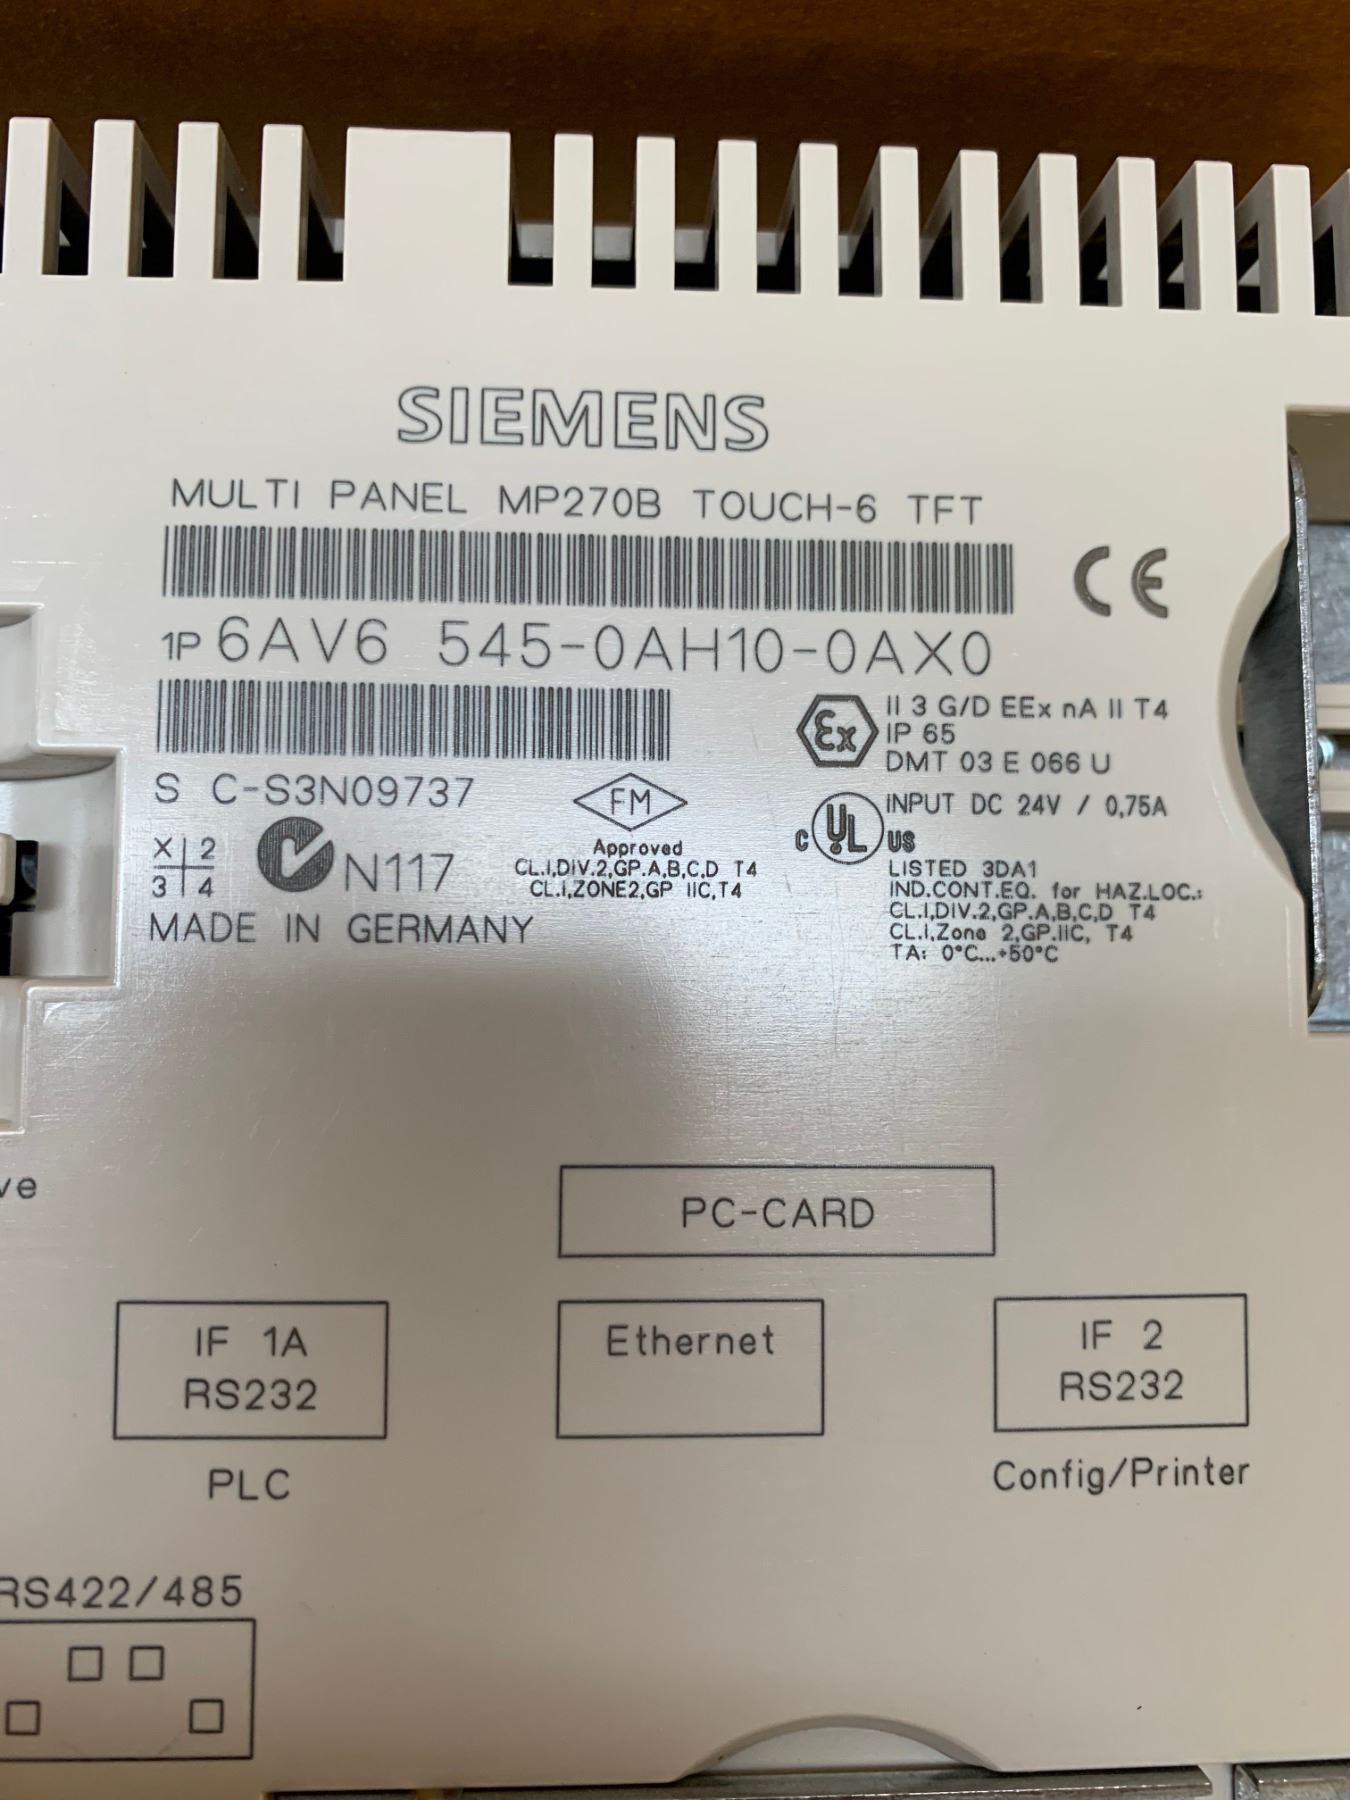 SIEMENS
MULTI PANEL MP270B TOUCH-6 TFT
CE
1P 6AV6 545-0AH10-0AX0
Ex
II 3 G/D EEx nA II T4
IP 65
DMT 03 E 066 U
S C-S3N09737
FM
Approved
CL.I,DIV.2,GP.A,B,C,D T4
CL.I,ZONE2,GP IIC,T4
C UL US
INPUT DC 24V / 0,75A
LISTED 3DA1
IND.CONT.EQ. for HAZ.LOC.:
CL.I,DIV.2,GP.A,B,C,D T4
CL.I,Zone 2,GP.IIC, T4
TA: 0°C...+50°C
X 2
3 4
N117
MADE IN GERMANY
PC-CARD
IF 1A
RS232
PLC
Ethernet
IF 2
RS232
Config/Printer
RS422/485